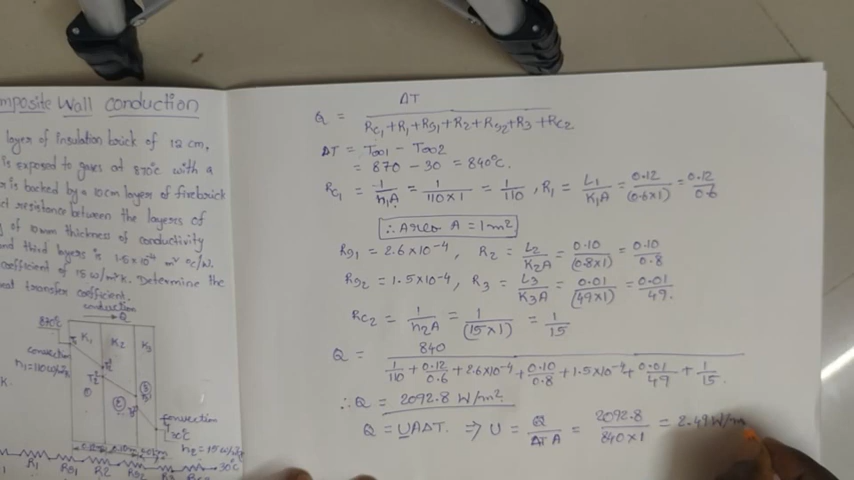 mposite Wall conduction
layer of insulation brick of 12 cm,
is exposed to gases at 870°c with a
r is backed by a 10cm layer of firebrick
ct resistance between the layers of
of 10mm thickness of conductivity
and third layers is 1.5×10⁻⁴ m² °c/w.
coefficient of 15 w/m²k. Determine the
eat transfer coefficient.
conduction
Q
870°c
K1 K2 K3
convection
h1=110w/m²k
convection
30°c
h2=15w/m²k
R1 Rg1 R2 Rg2 R3 Rc2 30°c
Q = ΔT / Rc1+R1+Rg1+R2+Rg2+R3+Rc2
ΔT = T∞1 - T∞2
= 870 - 30 = 840°c.
Rc1 = 1/h1A = 1/110×1 = 1/110 , R1 = L1/K1A = 0.12/(0.6×1) = 0.12/0.6
∴ Area A = 1m²
Rg1 = 2.6×10⁻⁴, R2 = L2/K2A = 0.10/(0.8×1) = 0.10/0.8
Rg2 = 1.5×10⁻⁴, R3 = L3/K3A = 0.01/(49×1) = 0.01/49.
Rc2 = 1/h2A = 1/(15×1) = 1/15
Q = 840 / 1/110 + 0.12/0.6 + 2.6×10⁻⁴ + 0.10/0.8 + 1.5×10⁻⁴ + 0.01/49 + 1/15.
∴ Q = 2092.8 W/m²
Q = UAΔT. ⇒ U = Q/ΔT A = 2092.8/840×1 = 2.49 W/m